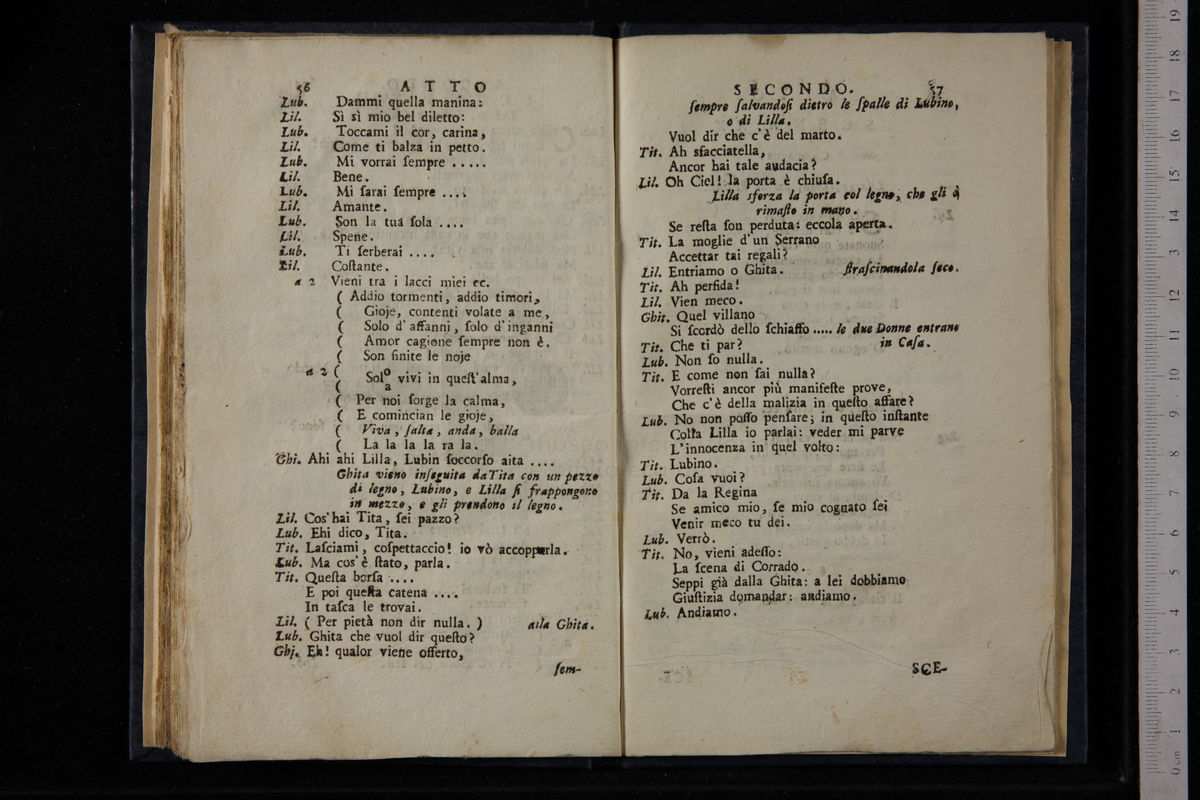 56 ATTO
Lub. Dammi quella manina:
Lil. Sì sì mio bel diletto:
Lub. Toccami il cor, carina,
Lil. Come ti balza in petto.
Lub. Mi vorrai ſempre .....
Lil. Bene.
Lub. Mi ſarai ſempre ....
Lil. Amante.
Lub. Son la tua ſola ....
Lil. Spene.
Lub. Ti ſerberai ....
Lil. Coſtante.
a 2 Vieni tra i lacci miei ec.
( Addio tormenti, addio timori,
( Gioje, contenti volate a me,
( Solo d'affanni, ſolo d'inganni
( Amor cagione ſempre non è.
( Son finite le noje
a 2 ( Solo/a vivi in queſt'alma,
( Per noi ſorge la calma,
( E comincian le gioje,
( Viva, ſalta, anda, balla
( La la la la ra la.
Ghi. Ahi ahi Lilla, Lubin ſoccorſo aita ....
Ghita viene inſeguita da Tita con un pezzo
di legno, Lubino, e Lilla ſi frappongono
in mezzo, e gli prendono il legno.
Lil. Cos'hai Tita, ſei pazzo?
Lub. Ehi dico, Tita.
Tit. Laſciami, coſpettaccio! io vò accopparla.
Lub. Ma cos'è ſtato, parla.
Tit. Queſta borſa ....
E poi queſta catena ....
In taſca le trovai.
Lil. ( Per pietà non dir nulla. ) alla Ghita.
Lub. Ghita che vuol dir queſto?
Ghi. Eh! qualor viene offerto,
ſem-
SECONDO. 57
ſempre ſalvandoſi dietro le ſpalle di Lubino,
o di Lilla.
Vuol dir che c'è del marto.
Tit. Ah sfacciatella,
Ancor hai tale audacia?
Lil. Oh Ciel! la porta è chiuſa.
Lilla sforza la porta col legno, che gli è
rimaſto in mano.
Se reſta ſon perduta: eccola aperta.
Tit. La moglie d'un Serrano
Accettar tai regali?
Lil. Entriamo o Ghita. ſtraſcinandola ſeco.
Tit. Ah perfida!
Lil. Vien meco.
Ghit. Quel villano
Si ſcordò dello ſchiaffo ..... le due Donne entrano
Tit. Che ti par? in Caſa.
Lub. Non ſo nulla.
Tit. E come non ſai nulla?
Vorreſti ancor più manifeſte prove,
Che c'è della malizia in queſto affare?
Lub. No non poſſo penſare; in queſto inſtante
Colla Lilla io parlai: veder mi parve
L'innocenza in quel volto:
Tit. Lubino.
Lub. Coſa vuoi?
Tit. Da la Regina
Se amico mio, ſe mio cognato ſei
Venir meco tu dei.
Lub. Verrò.
Tit. No, vieni adeſſo:
La ſcena di Corrado.
Seppi già dalla Ghita: a lei dobbiamo
Giuſtizia domandar: andiamo.
Lub. Andiamo.
SCE-